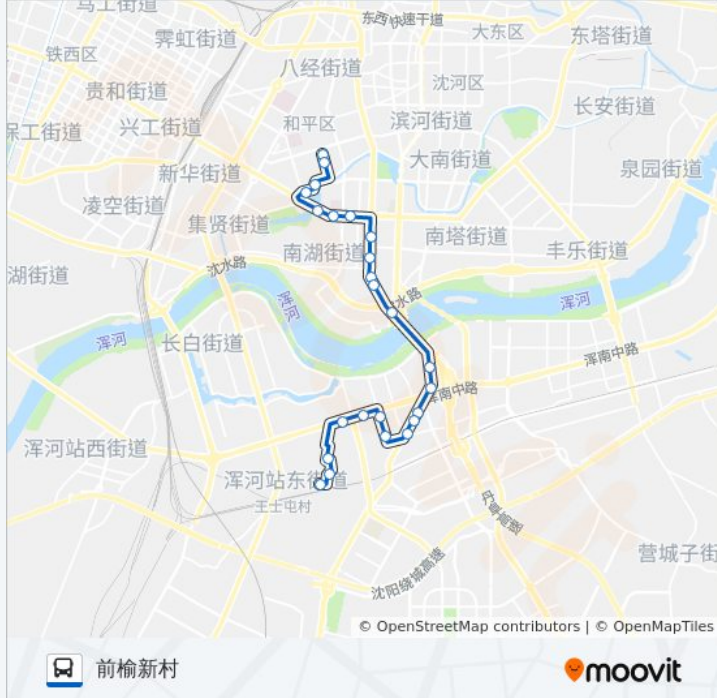 马工街道
东西快速干道
霁虹街道
大东区
东塔街道
铁西区
八经街道
沈河区
贵和街道
长安街道
保工街道
兴工街道
和平区
滨河街道
大南街道
新华街道
泉园街道
凌空街道
集贤街道
南塔街道
南湖街道
丰乐街道
沈水路
湖街道
浑河
沈水路
浑河
浑河
长白街道
浑南中路
浑南中路
浑河站西街道
浑河站东街道
王士屯村
丹阜高速
营城子街
沈阳绕城高速
© OpenStreetMap contributors | © OpenMapTiles
前榆新村
moovit